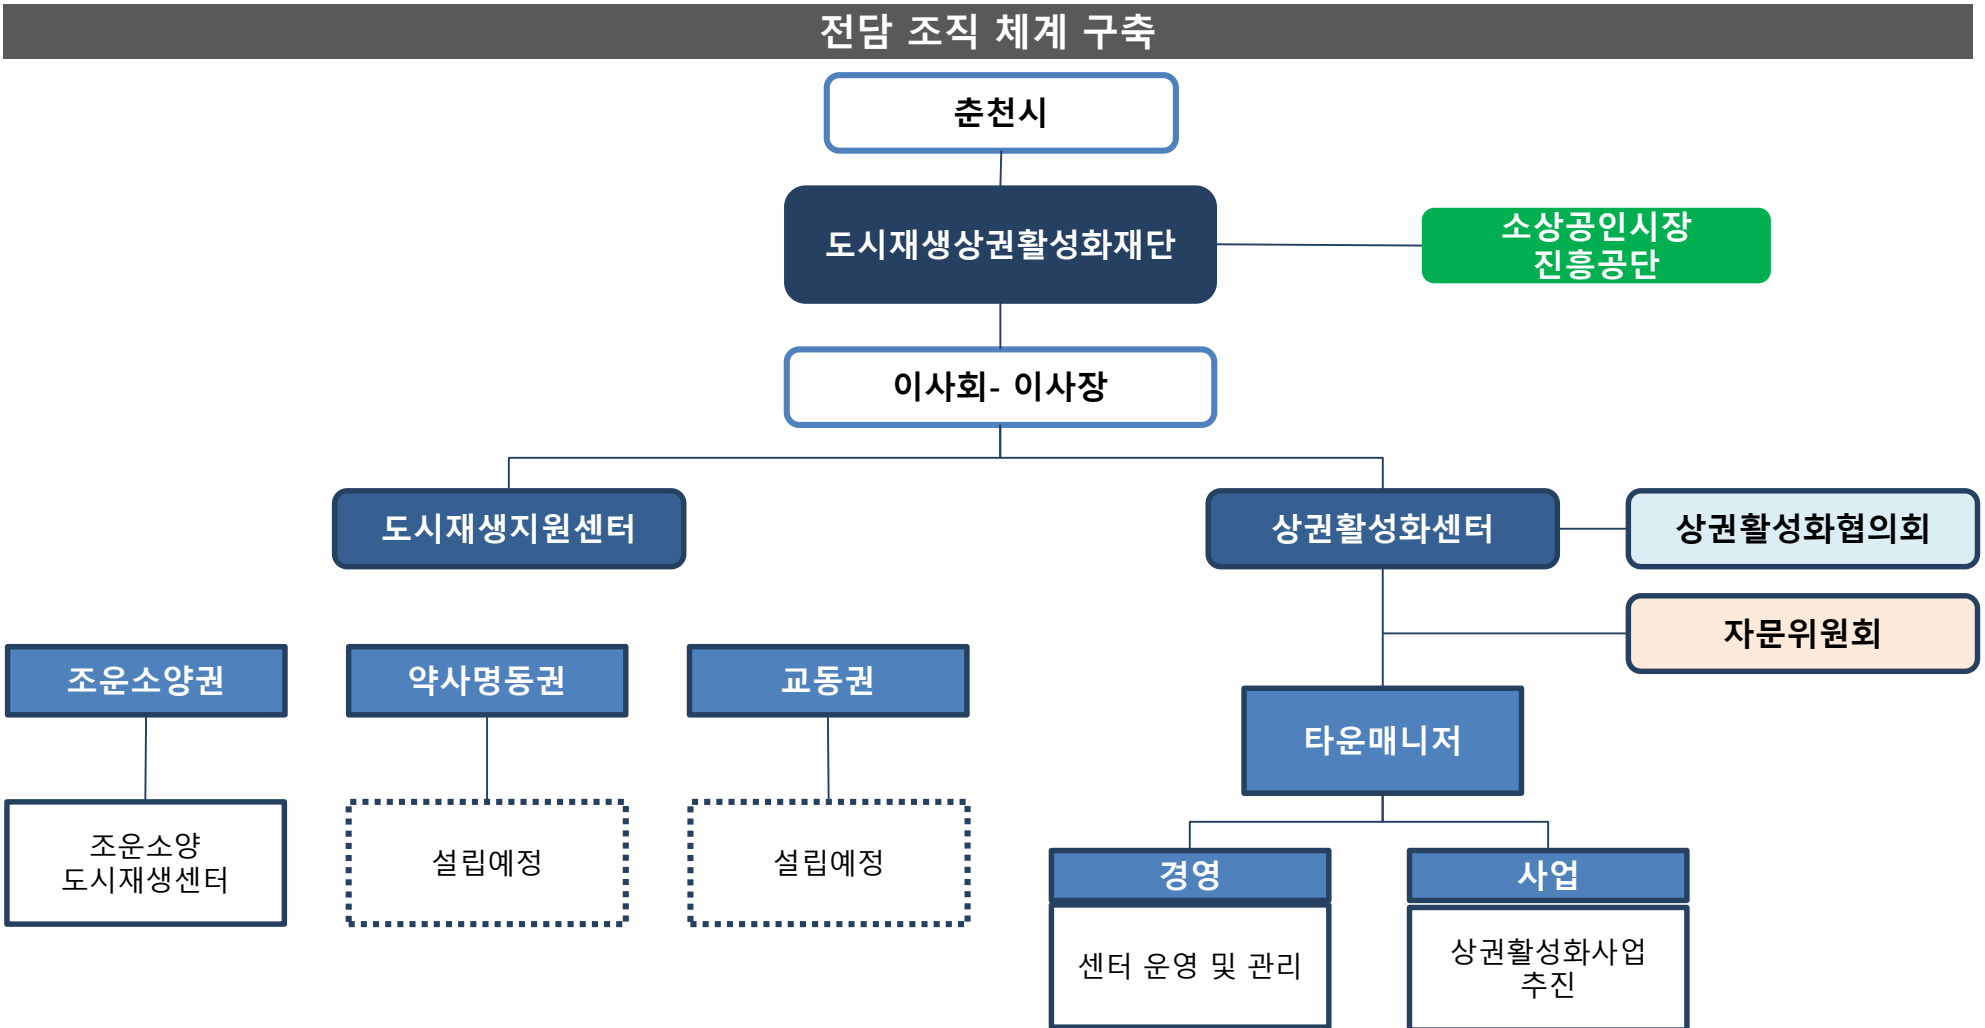 전담 조직 체계 구축
춘천시
도시재생상권활성화재단
소상공인시장
진흥공단
이사회- 이사장
도시재생지원센터
상권활성화센터
상권활성화협의회
자문위원회
조운소양권
약사명동권
교동권
타운매니저
조운소양
도시재생센터
설립예정
설립예정
경영
사업
센터 운영 및 관리
상권활성화사업
추진